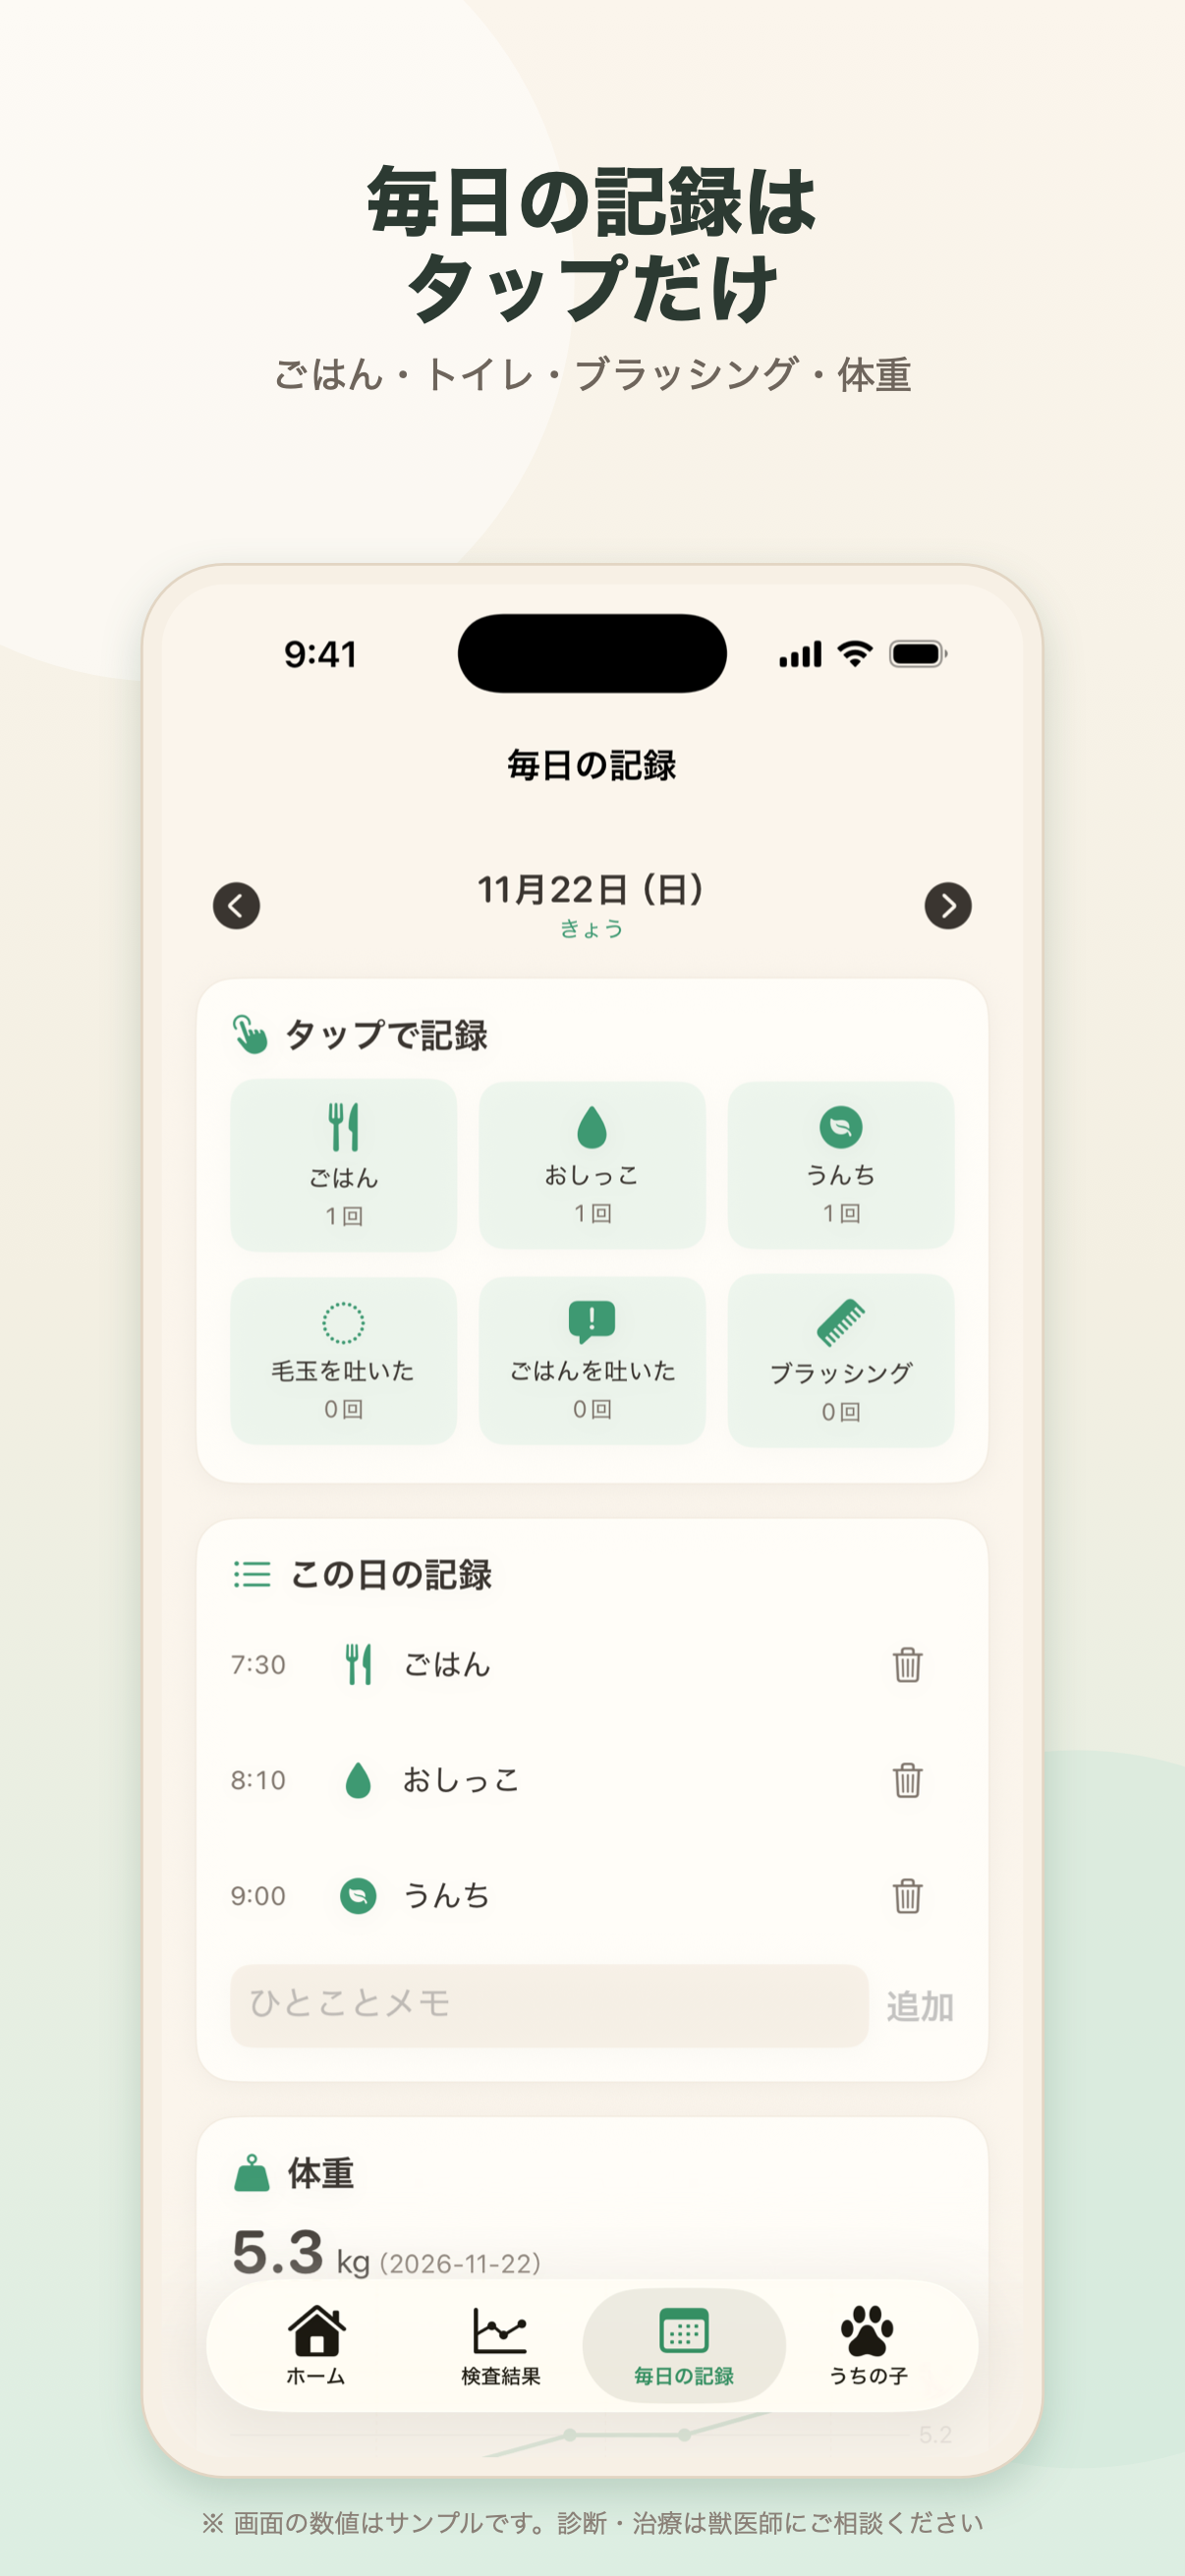 毎日の記録は
タップだけ
ごはん・トイレ・ブラッシング・体重
9:41
毎日の記録
11月22日 (日)
きょう
タップで記録
ごはん
1回
おしっこ
1回
うんち
1回
毛玉を吐いた
0回
ごはんを吐いた
0回
ブラッシング
0回
この日の記録
7:30 ごはん
8:10 おしっこ
9:00 うんち
ひとことメモ 追加
体重
5.3 kg (2026-11-22)
ホーム 検査結果 毎日の記録 うちの子
5.2
※ 画面の数値はサンプルです。診断・治療は獣医師にご相談ください